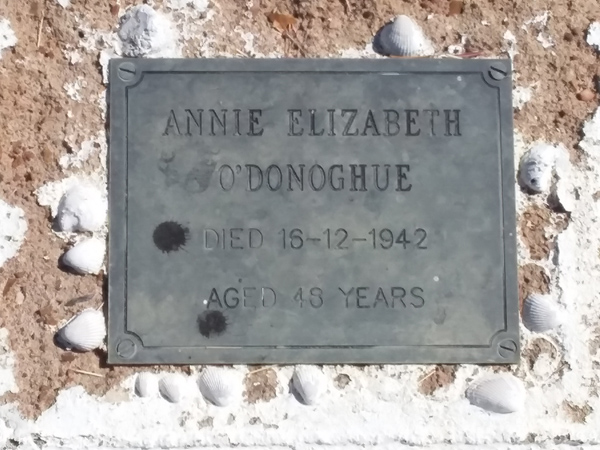 ANNIE ELIZABETH
O'DONOGHUE
DIED 16-12-1942
AGED 48 YEARS